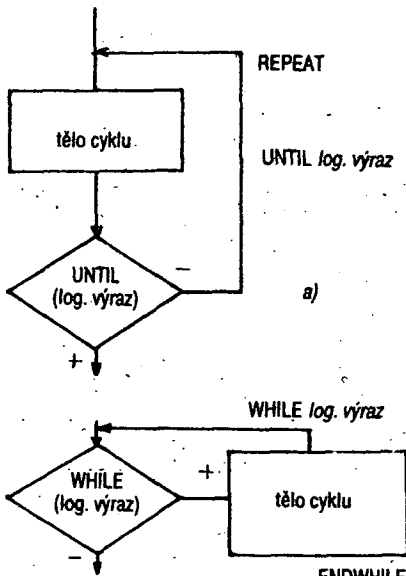 REPEAT
tělo cyklu
UNTIL log. výraz
UNTIL
(log. výraz)
−
a)
+
WHILE log. výraz
WHILE
(log. výraz)
+
tělo cyklu
−
ENDWHILE